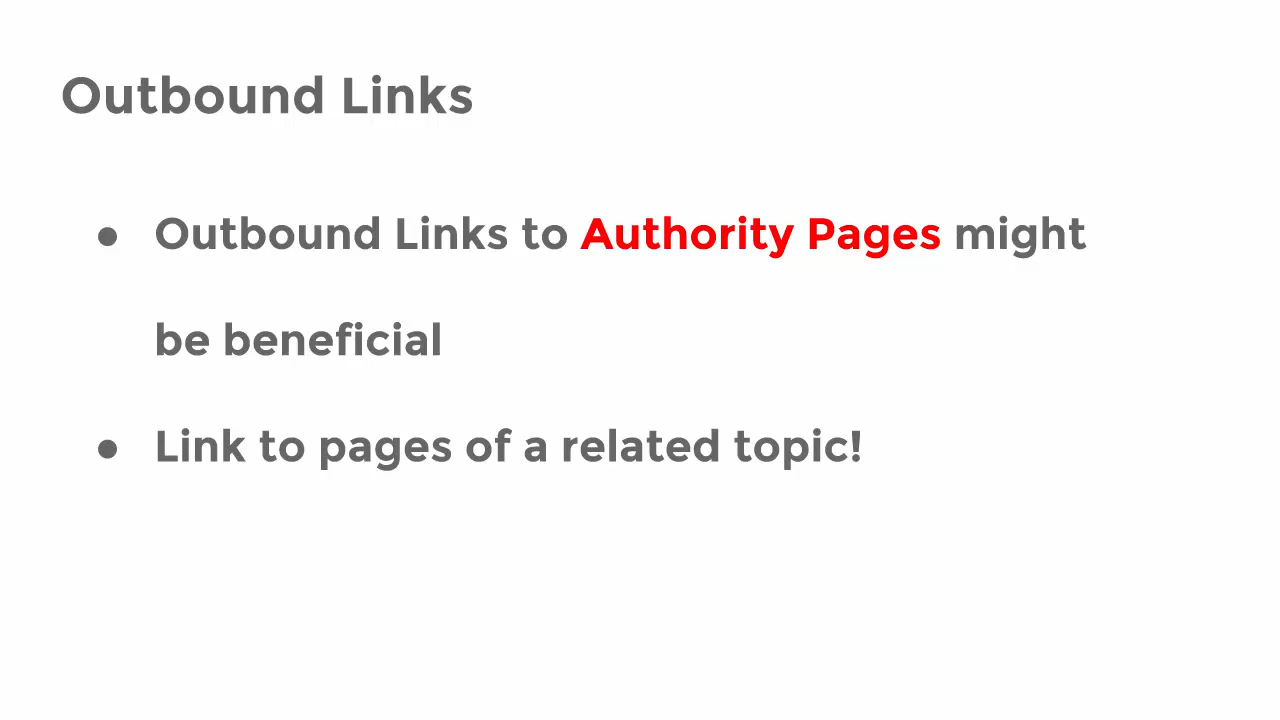 Outbound Links
● Outbound Links to Authority Pages might
be beneficial
● Link to pages of a related topic!